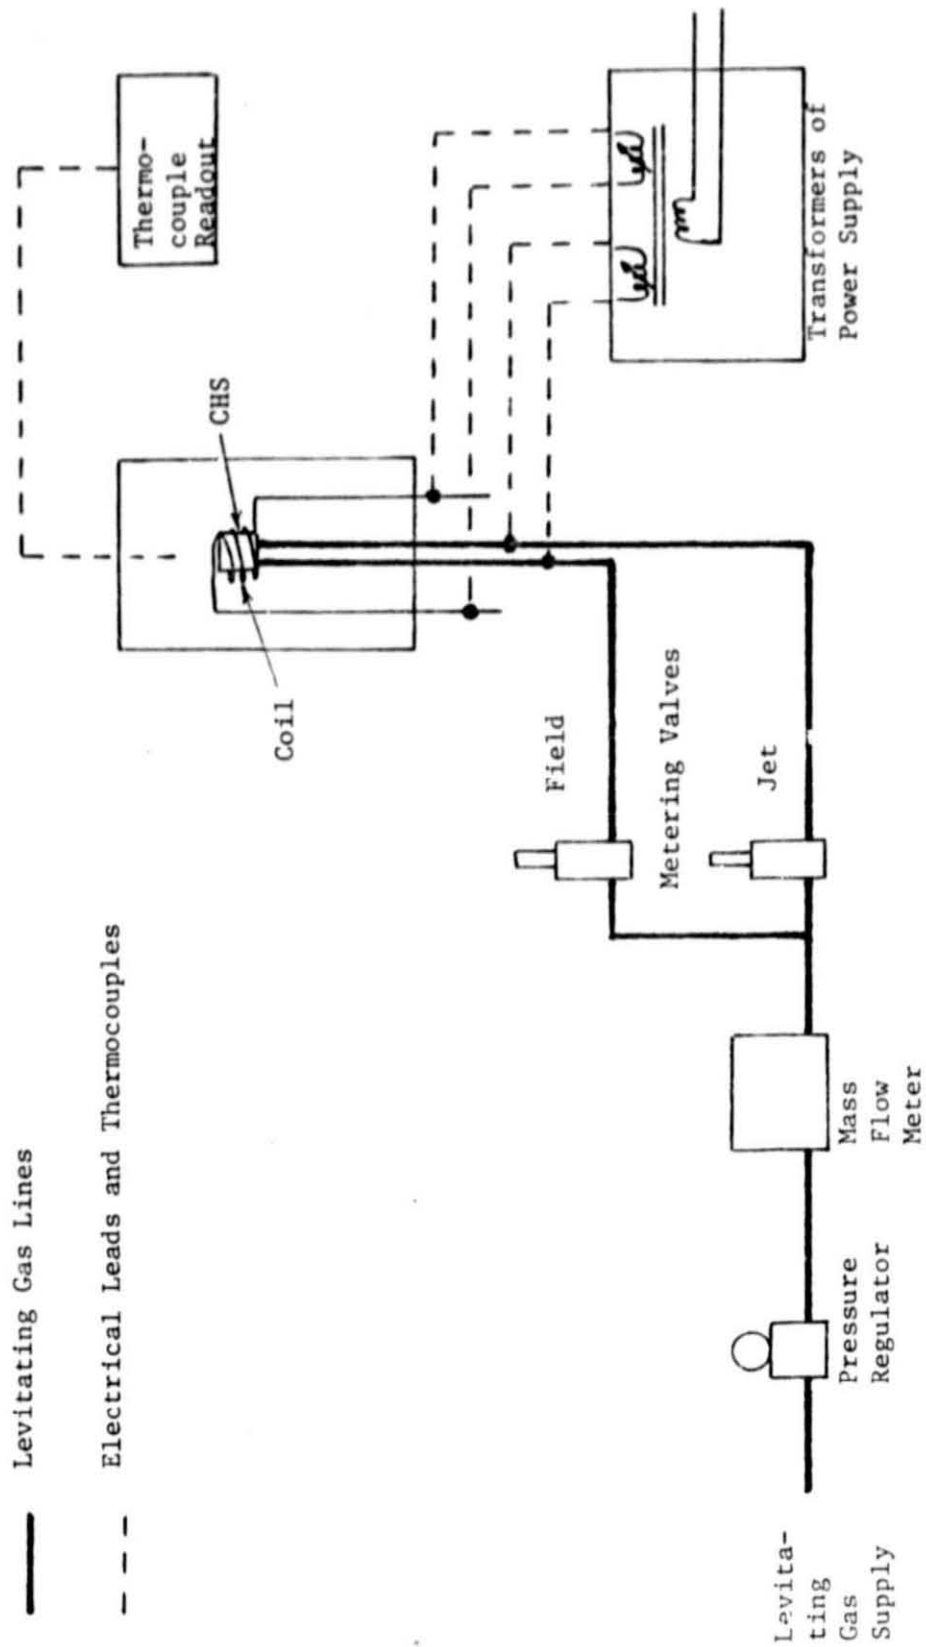 Levitating Gas Lines
Electrical Leads and Thermocouples
Thermo-
couple
Readout
CHS
Coil
Field
Metering Valves
Jet
Transformers of
Power Supply
Levita-
ting
Gas
Supply
Pressure
Regulator
Mass
Flow
Meter